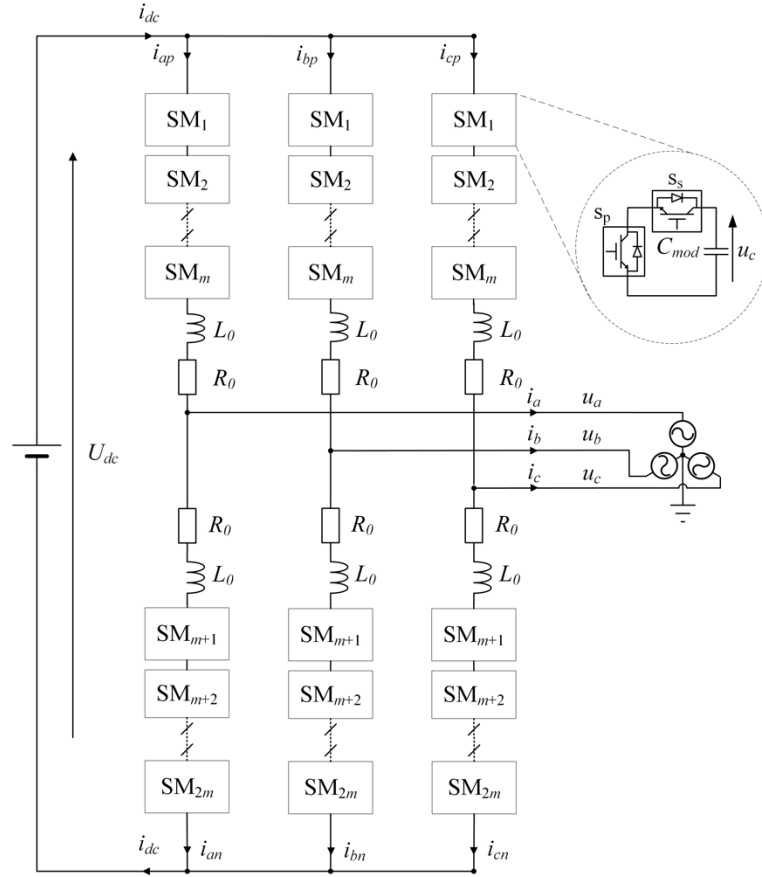 i_dc
i_ap i_bp i_cp
SM_1 SM_1 SM_1
SM_2 SM_2 SM_2
s_s
s_p
C_mod u_c
SM_m SM_m SM_m
L_0 L_0 L_0
R_0 R_0 R_0
i_a u_a
i_b u_b
i_c u_c
U_dc
R_0 R_0 R_0
L_0 L_0 L_0
SM_m+1 SM_m+1 SM_m+1
SM_m+2 SM_m+2 SM_m+2
SM_2m SM_2m SM_2m
i_dc i_an i_bn i_cn